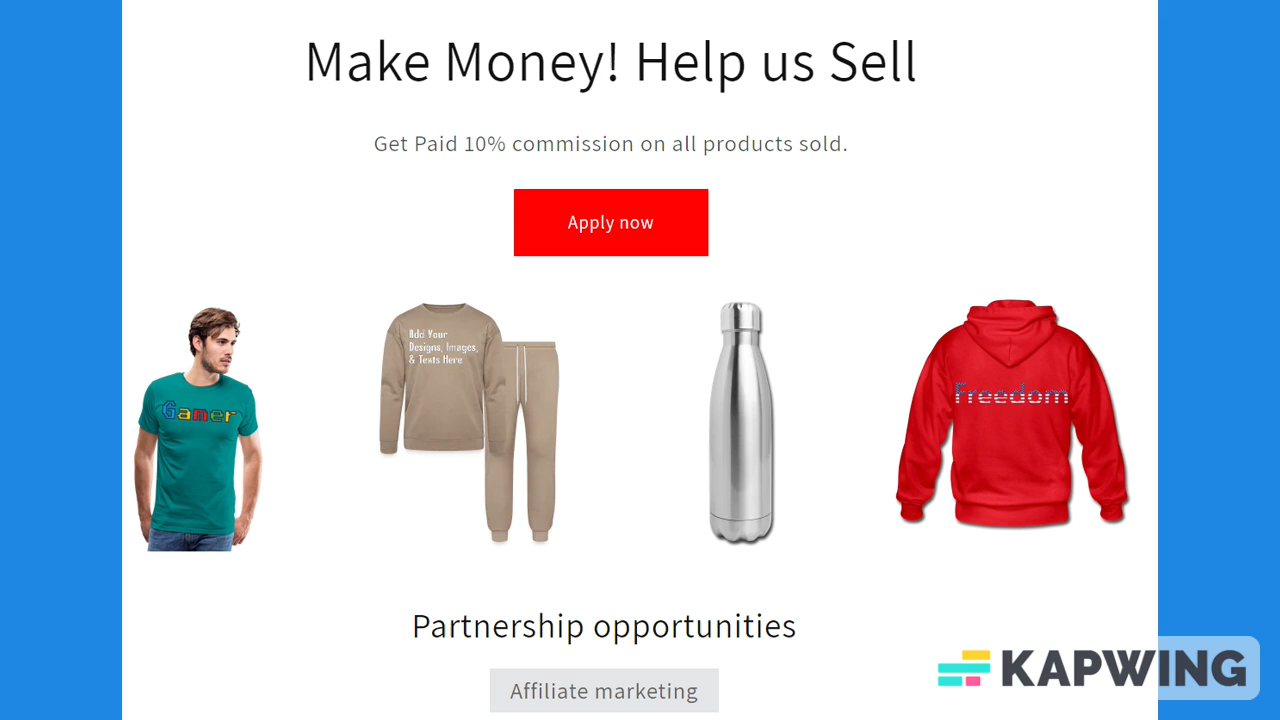 Make Money! Help us Sell
Get Paid 10% commission on all products sold.
Apply now
Gamer
Add Your
Designs, Images,
& Texts Here
Freedom
Partnership opportunities
Affiliate marketing
KAPWING